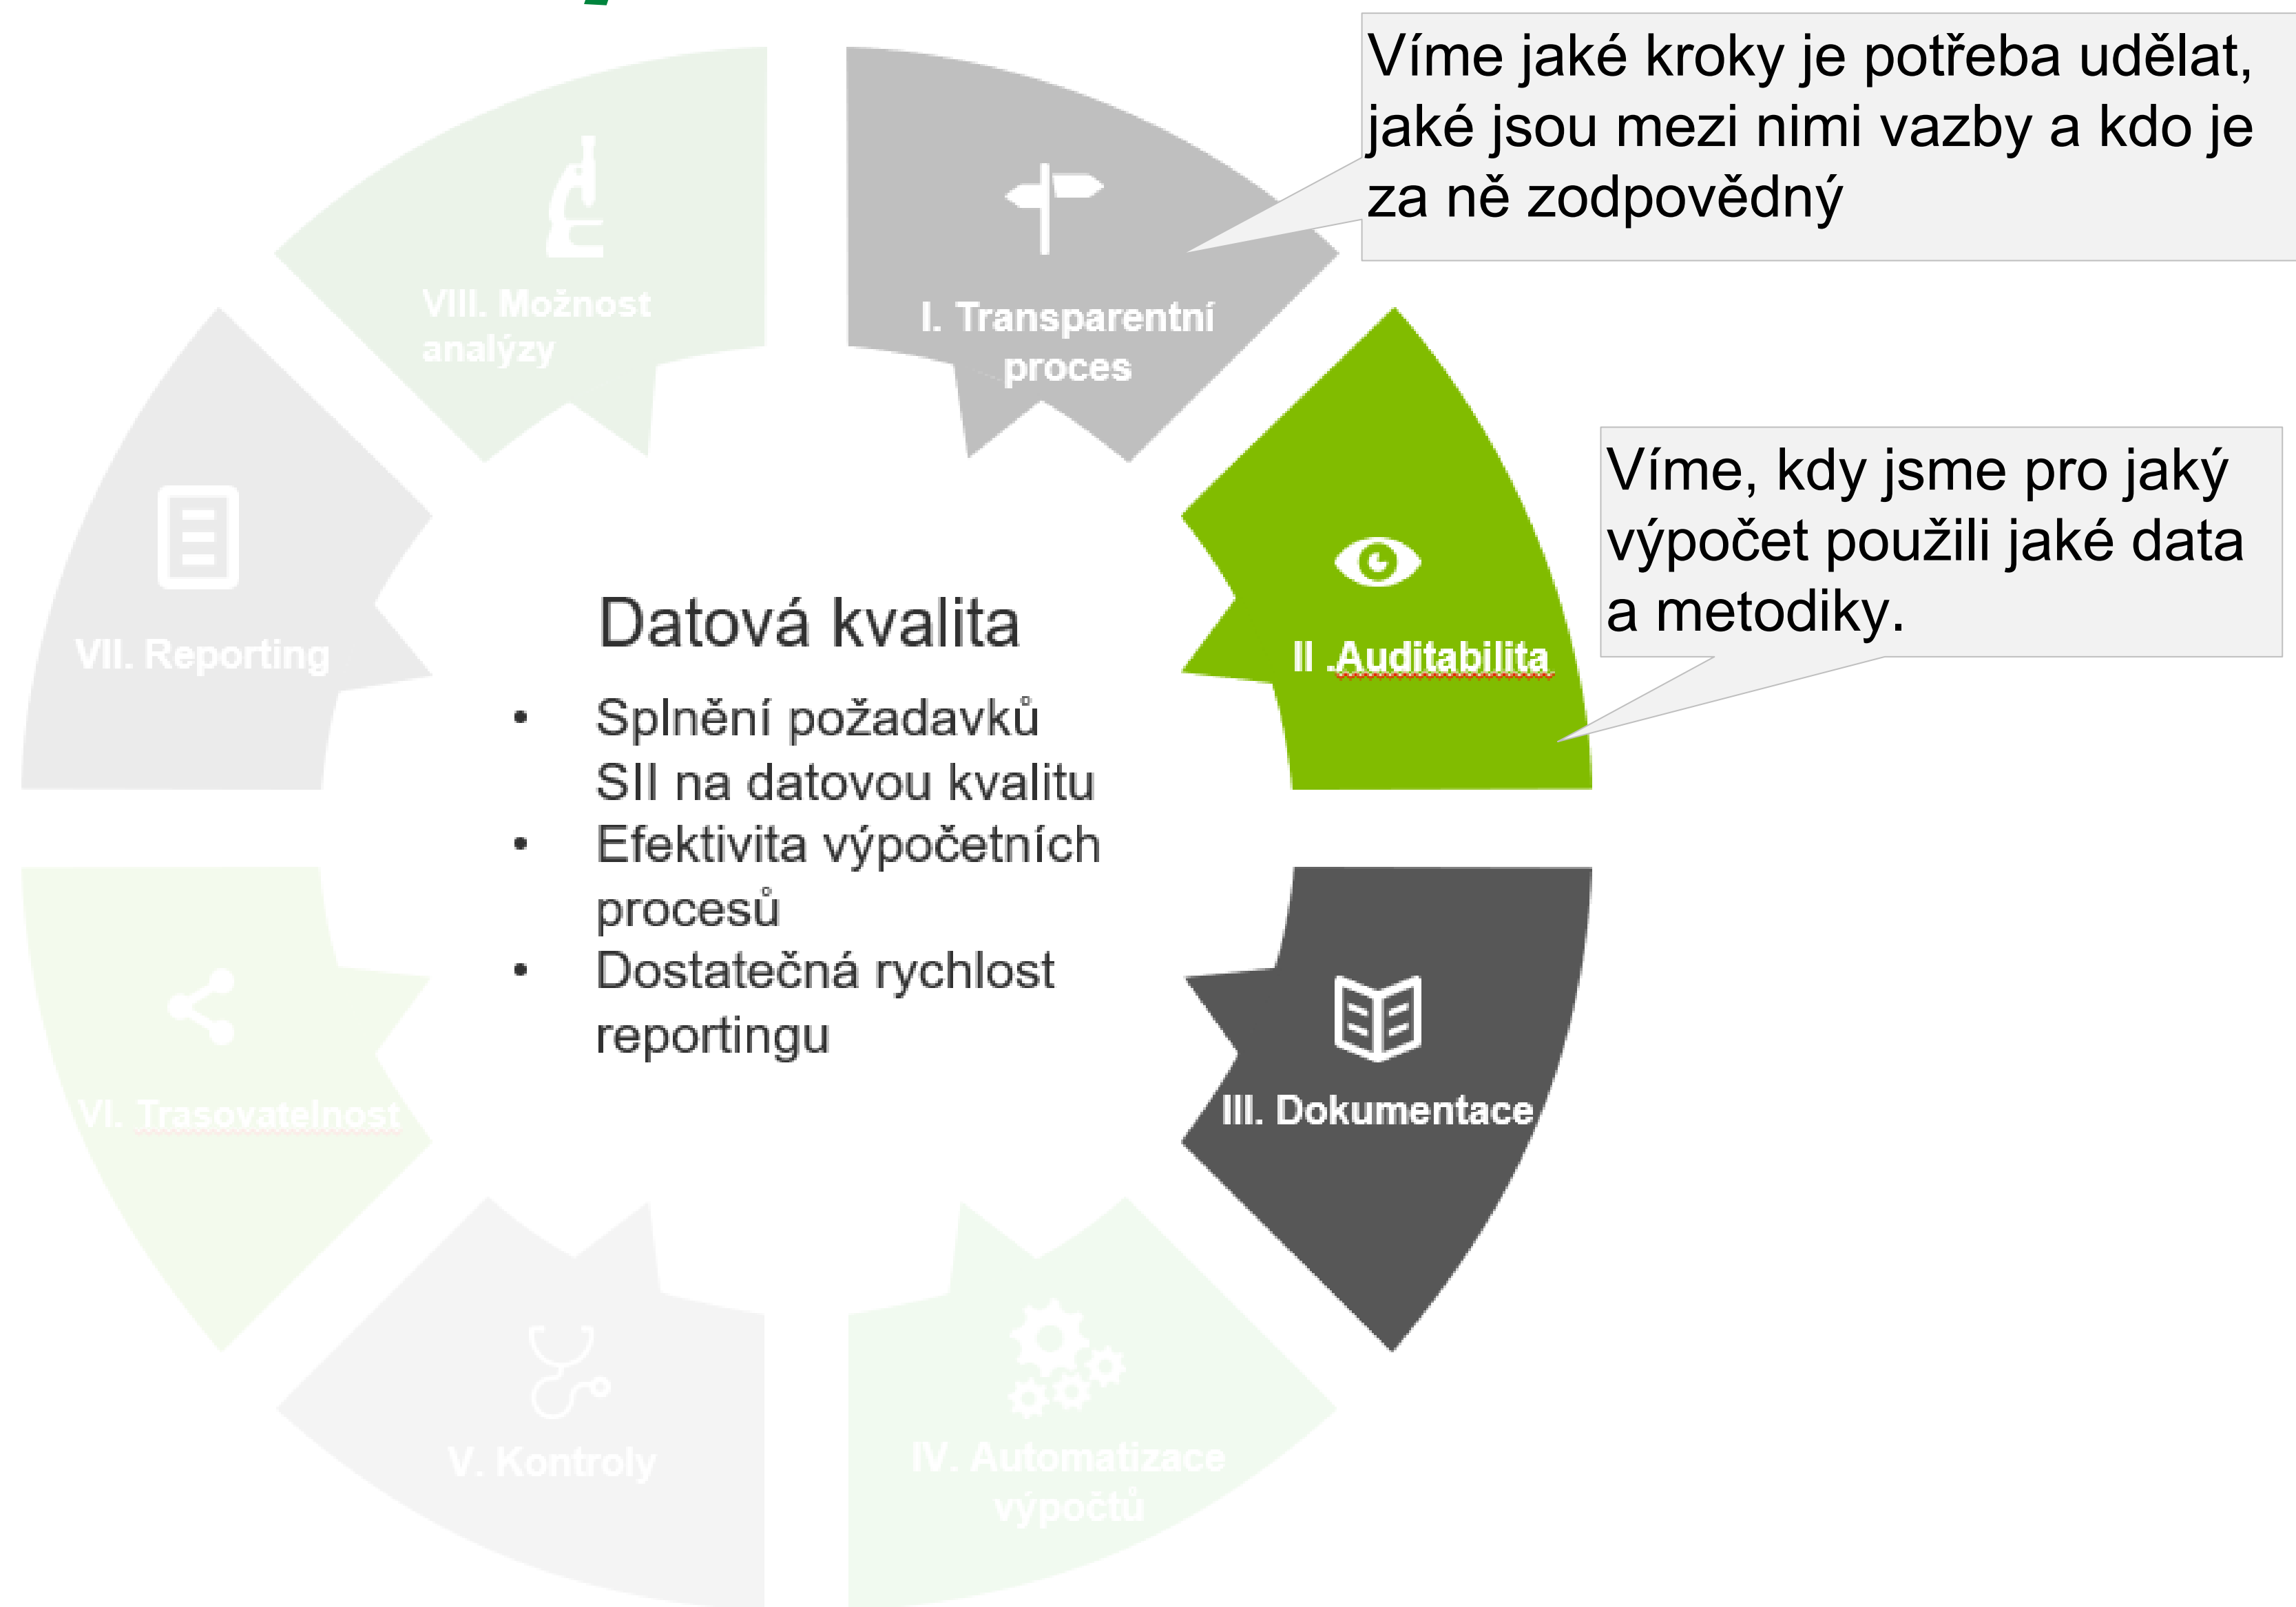 Víme jaké kroky je potřeba udělat,
jaké jsou mezi nimi vazby a kdo je
za ně zodpovědný
I. Transparentní
proces
Víme, kdy jsme pro jaký
výpočet použili jaké data
a metodiky.
II .Auditabilita
III. Dokumentace
IV. Automatizace
výpočtů
V. Kontroly
VI. Trasovatelnost
VII. Reporting
VIII. Možnost
analýzy
Datová kvalita
• Splnění požadavků
SII na datovou kvalitu
• Efektivita výpočetních
procesů
• Dostatečná rychlost
reportingu